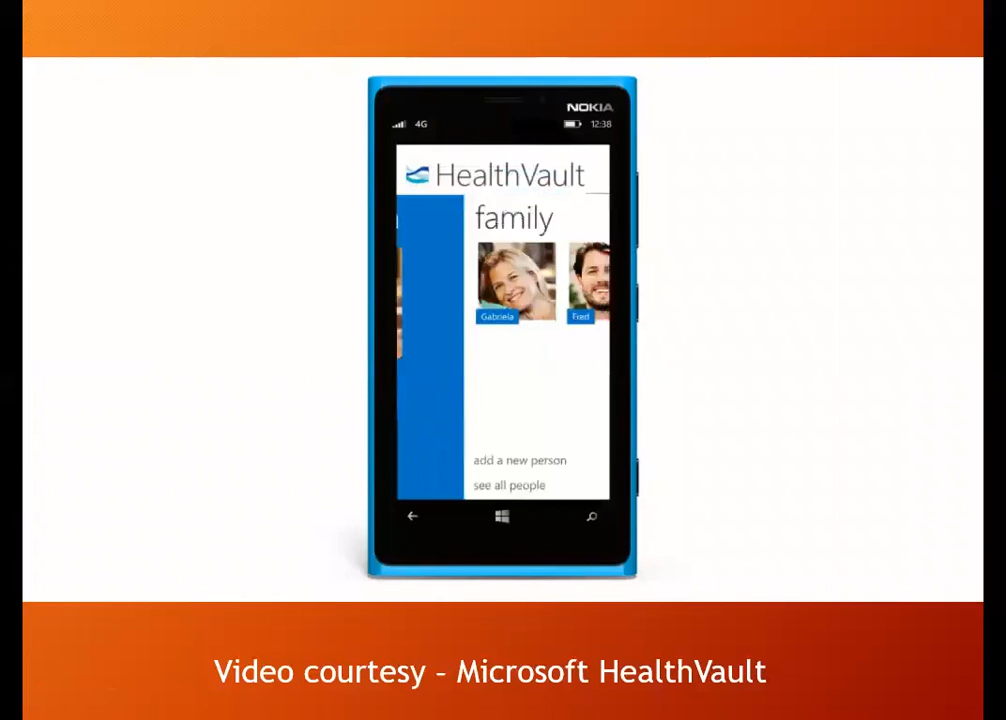 NOKIA
4G 12:38
HealthVault
family
Gabriela Fred
add a new person
see all people
Video courtesy – Microsoft HealthVault